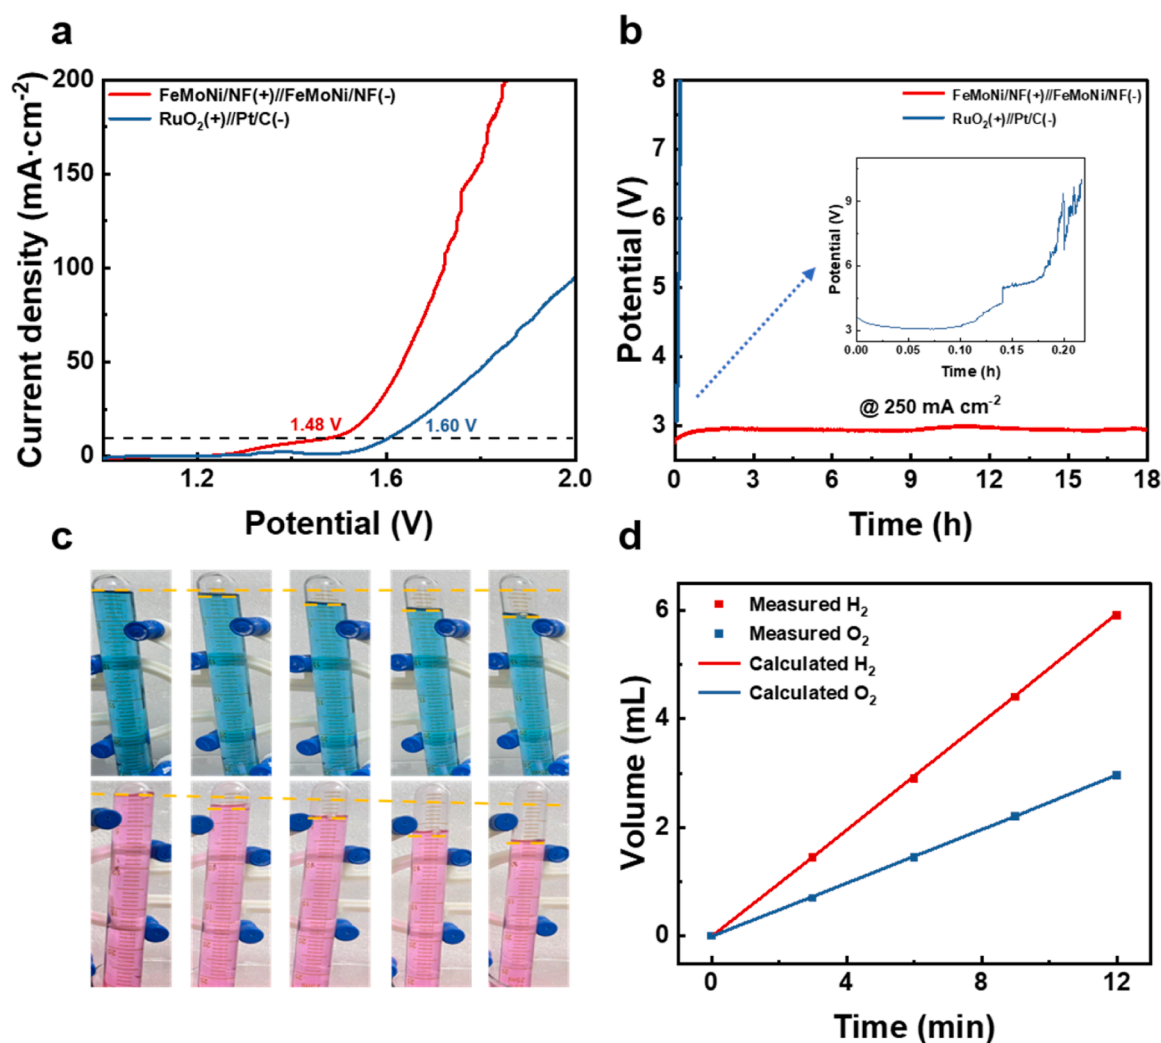 a
200
150
100
50
0
Current density (mA·cm⁻²)
FeMoNi/NF(+)//FeMoNi/NF(-)
RuO₂(+)//Pt/C(-)
1.48 V
1.60 V
1.2
1.6
2.0
Potential (V)
b
8
7
6
5
4
3
Potential (V)
FeMoNi/NF(+)//FeMoNi/NF(-)
RuO₂(+)//Pt/C(-)
9
6
3
Potential (V)
0.00
0.05
0.10
0.15
0.20
Time (h)
@ 250 mA cm⁻²
0
3
6
9
12
15
18
Time (h)
c
d
6
4
2
0
Volume (mL)
Measured H₂
Measured O₂
Calculated H₂
Calculated O₂
0
4
8
12
Time (min)